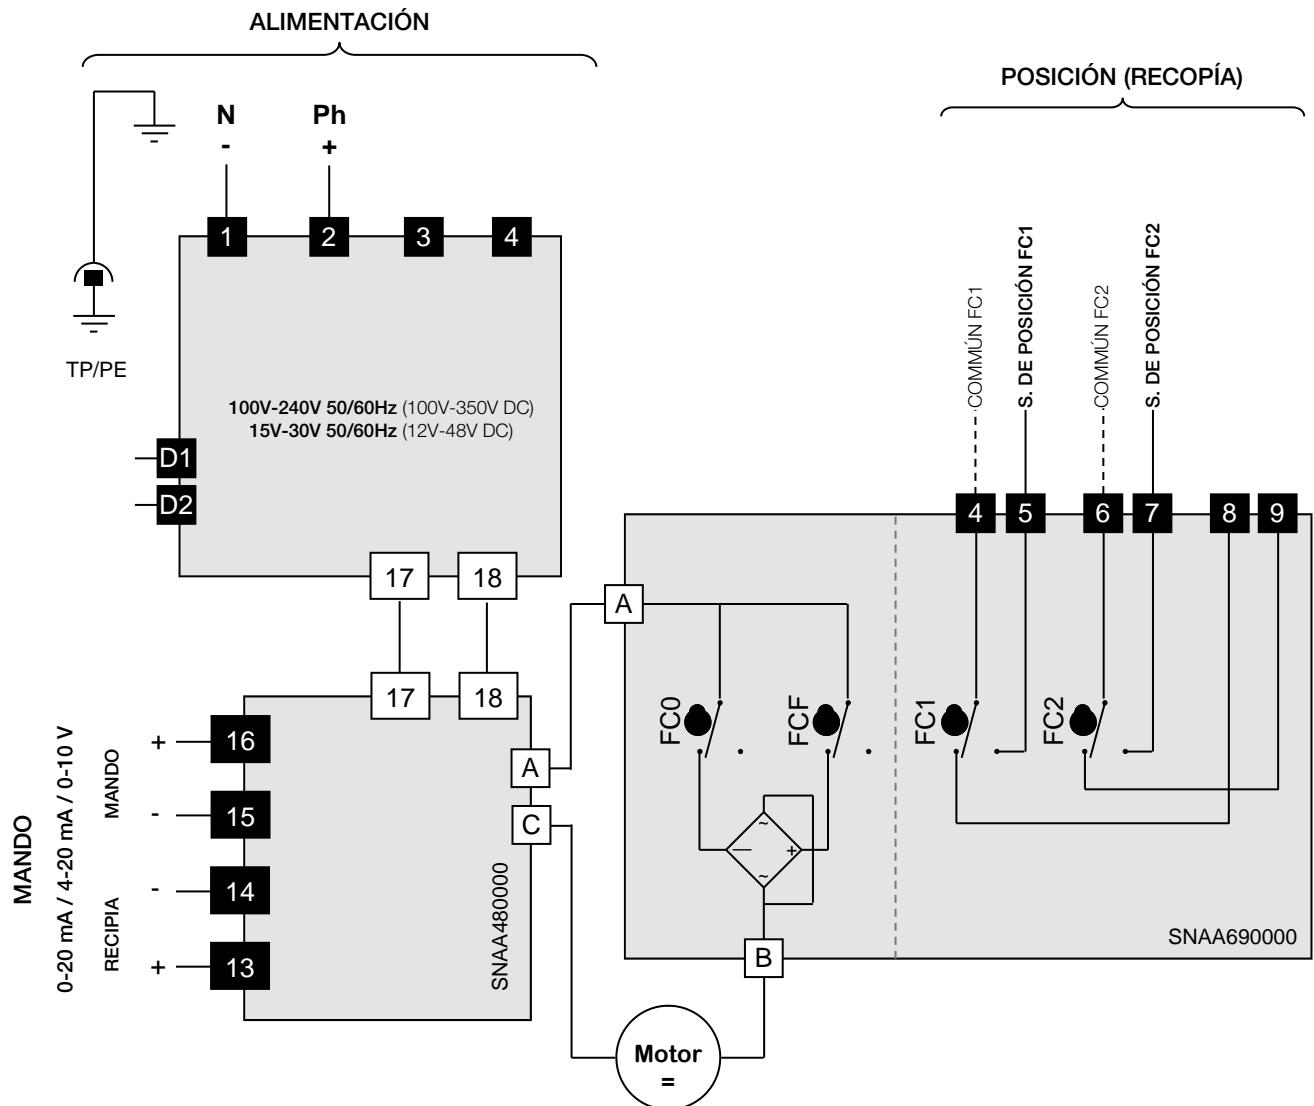 ALIMENTACIÓN
POSICIÓN (RECOPÍA)
N
-
Ph
+
1
2
3
4
TP/PE
100V-240V 50/60Hz (100V-350V DC)
15V-30V 50/60Hz (12V-48V DC)
D1
D2
COMMÚN FC1
S. DE POSICIÓN FC1
COMMÚN FC2
S. DE POSICIÓN FC2
4
5
6
7
8
9
17
18
17
18
A
FC0
FCF
FC1
FC2
~
—
+
~
B
SNAA690000
MANDO
0-20 mA / 4-20 mA / 0-10 V
MANDO
RECIPIA
+
16
-
15
-
14
+
13
A
C
SNAA480000
Motor
=